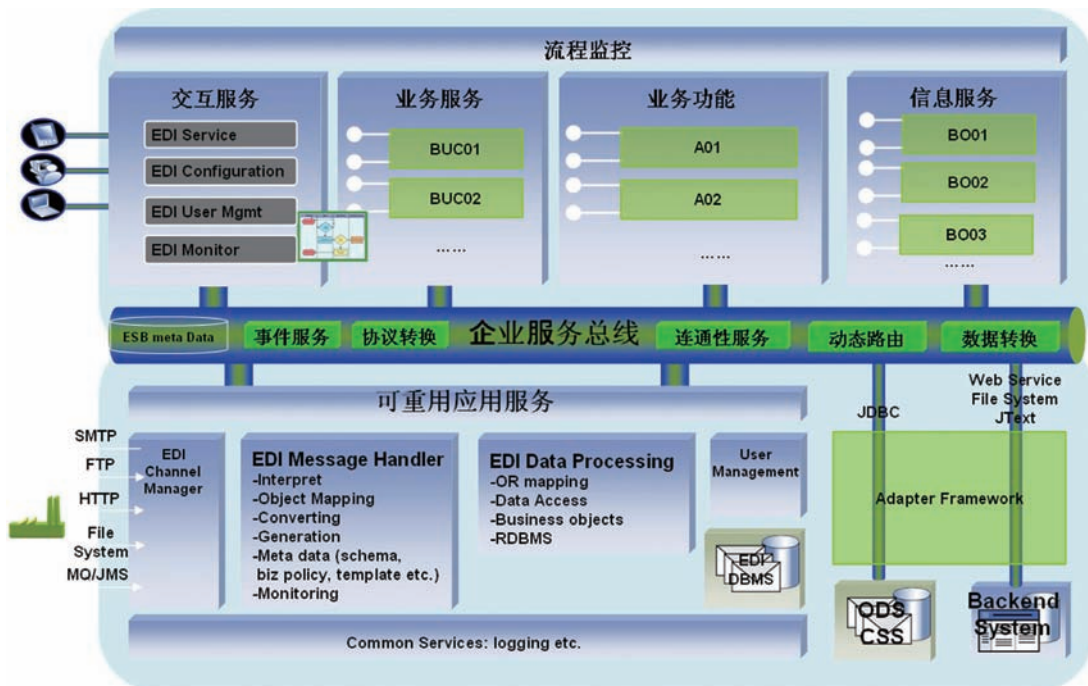 流程监控
交互服务
EDI Service
EDI Configuration
EDI User Mgmt
EDI Monitor
业务服务
BUC01
BUC02
……
业务功能
A01
A02
……
信息服务
BO01
BO02
BO03
……
ESB meta Data
事件服务
协议转换
企业服务总线
连通性服务
动态路由
数据转换
可重用应用服务
JDBC
Web Service
File System
JText
SMTP
FTP
HTTP
File
System
MQ/JMS
EDI
Channel
Manager
EDI Message Handler
-Interpret
-Object Mapping
-Converting
-Generation
-Meta data (schema,
biz policy, template etc.)
-Monitoring
EDI Data Processing
-OR mapping
-Data Access
-Business objects
-RDBMS
User
Management
EDI
DBMS
Adapter Framework
ODS
CSS
Backend
System
Common Services: logging etc.